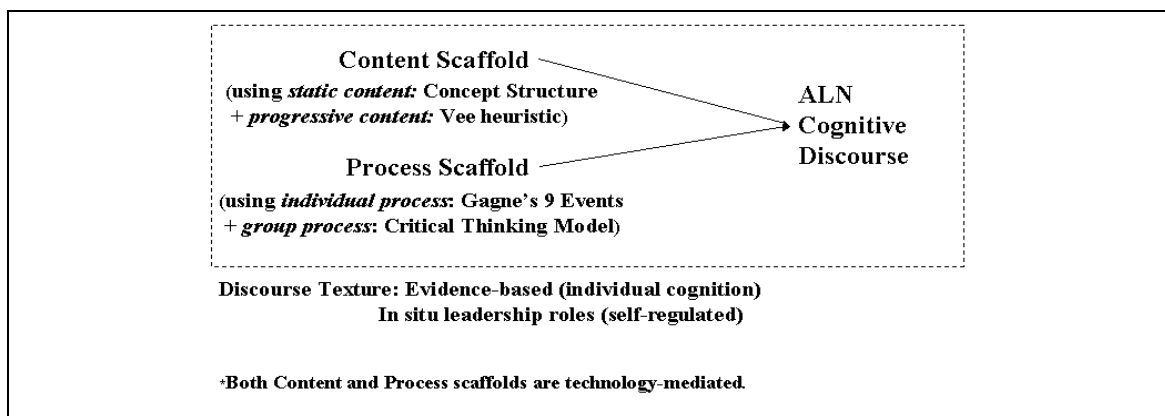 Content Scaffold
(using static content: Concept Structure
+ progressive content: Vee heuristic)
Process Scaffold
(using individual process: Gagne's 9 Events
+ group process: Critical Thinking Model)
ALN
Cognitive
Discourse
Discourse Texture: Evidence-based (individual cognition)
In situ leadership roles (self-regulated)
*Both Content and Process scaffolds are technology-mediated.